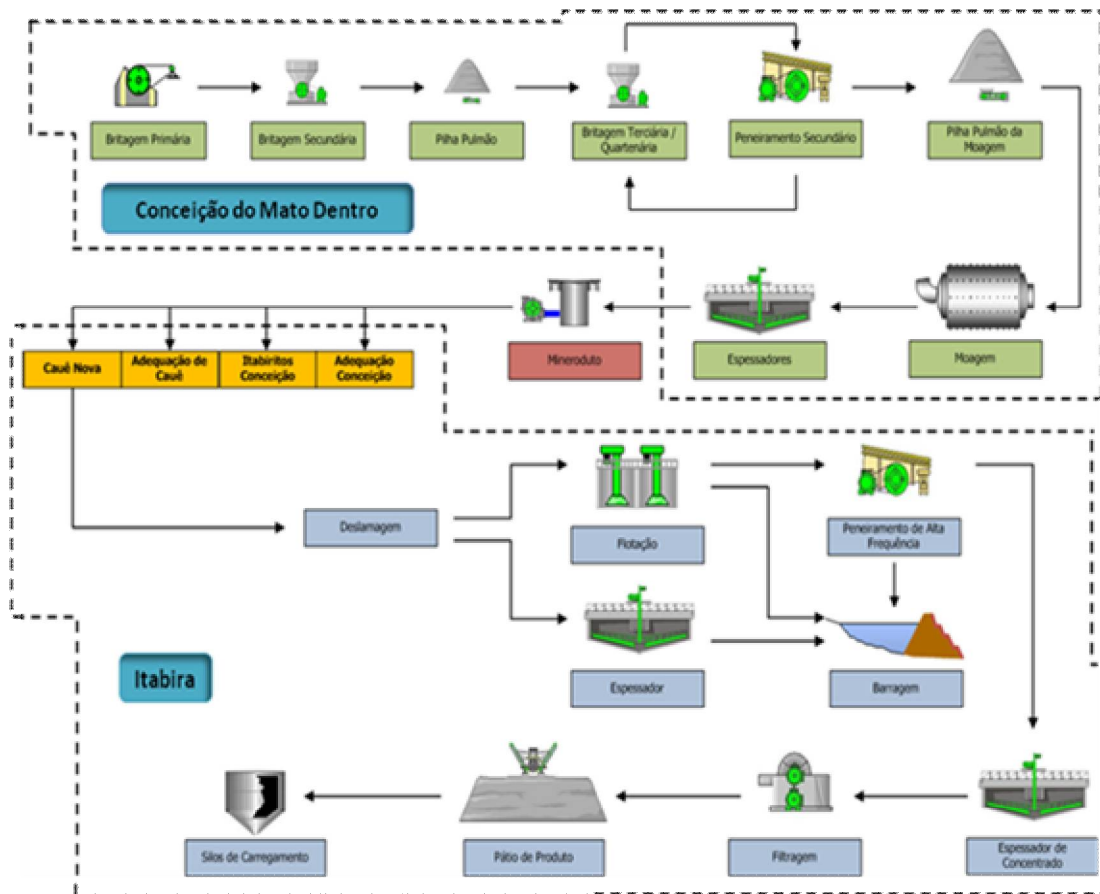 Britagem Primária
Britagem Secundária
Pilha Pulmão
Britagem Terciária /
Quartenária
Peneiramento Secundário
Pilha Pulmão da
Moagem
Conceição do Mato Dentro
Cauê Nova
Adequação de
Cauê
Itabiritos
Conceição
Adequação
Conceição
Mineroduto
Espessadores
Moagem
Deslamagem
Flotação
Peneiramento de Alta
Frequência
Itabira
Espessador
Barragem
Silos de Carregamento
Pátio de Produto
Filtragem
Espessador de
Concentrado